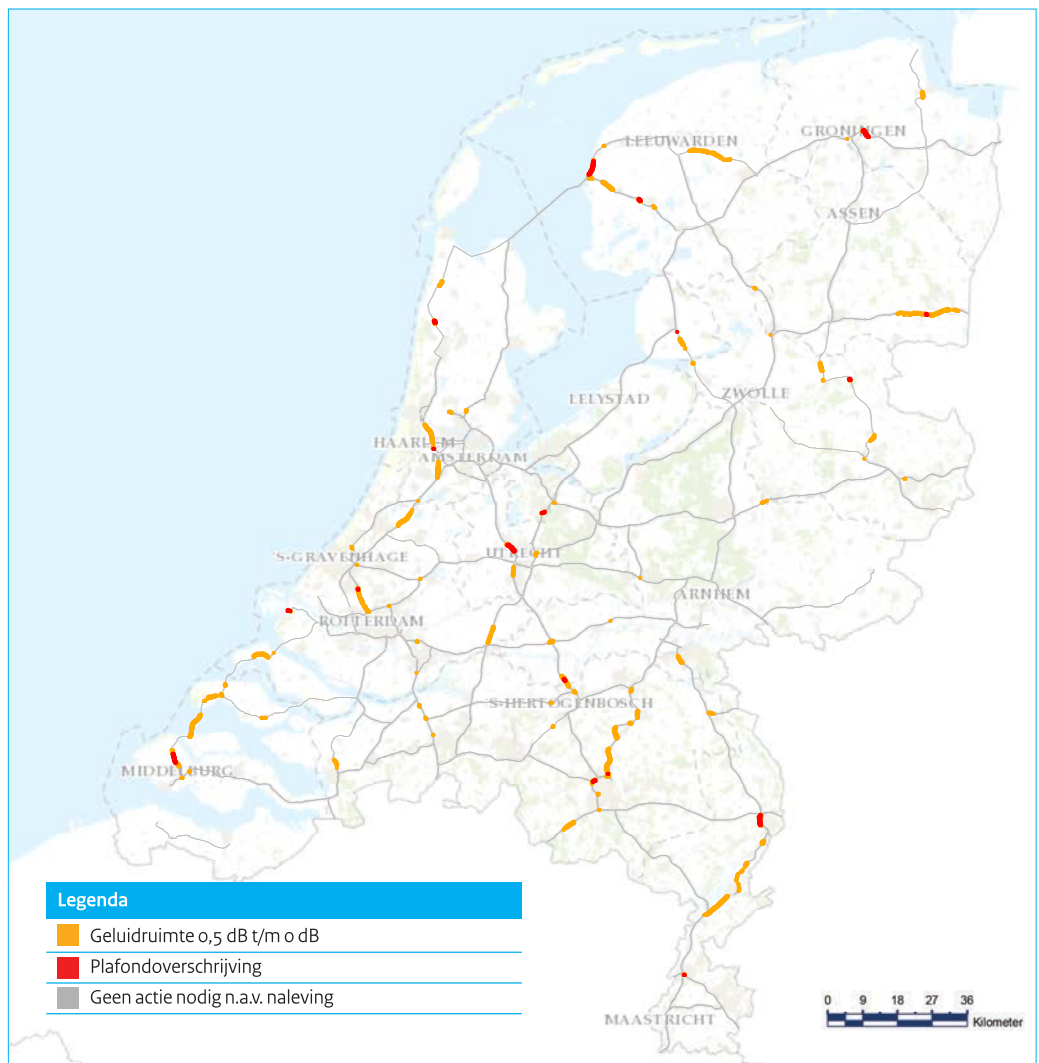 LEEUWARDEN
GRONINGEN
ASSEN
LELYSTAD
ZWOLLE
HAARLEM
AMSTERDAM
S-GRAVENHAGE
UTRECHT
ARNHEM
ROTTERDAM
S-HERTOGENBOSCH
MIDDELBURG
MAASTRICHT
Legenda
Geluidruimte 0,5 dB t/m 0 dB
Plafondoverschrijving
Geen actie nodig n.a.v. naleving
0 9 18 27 36
Kilometer